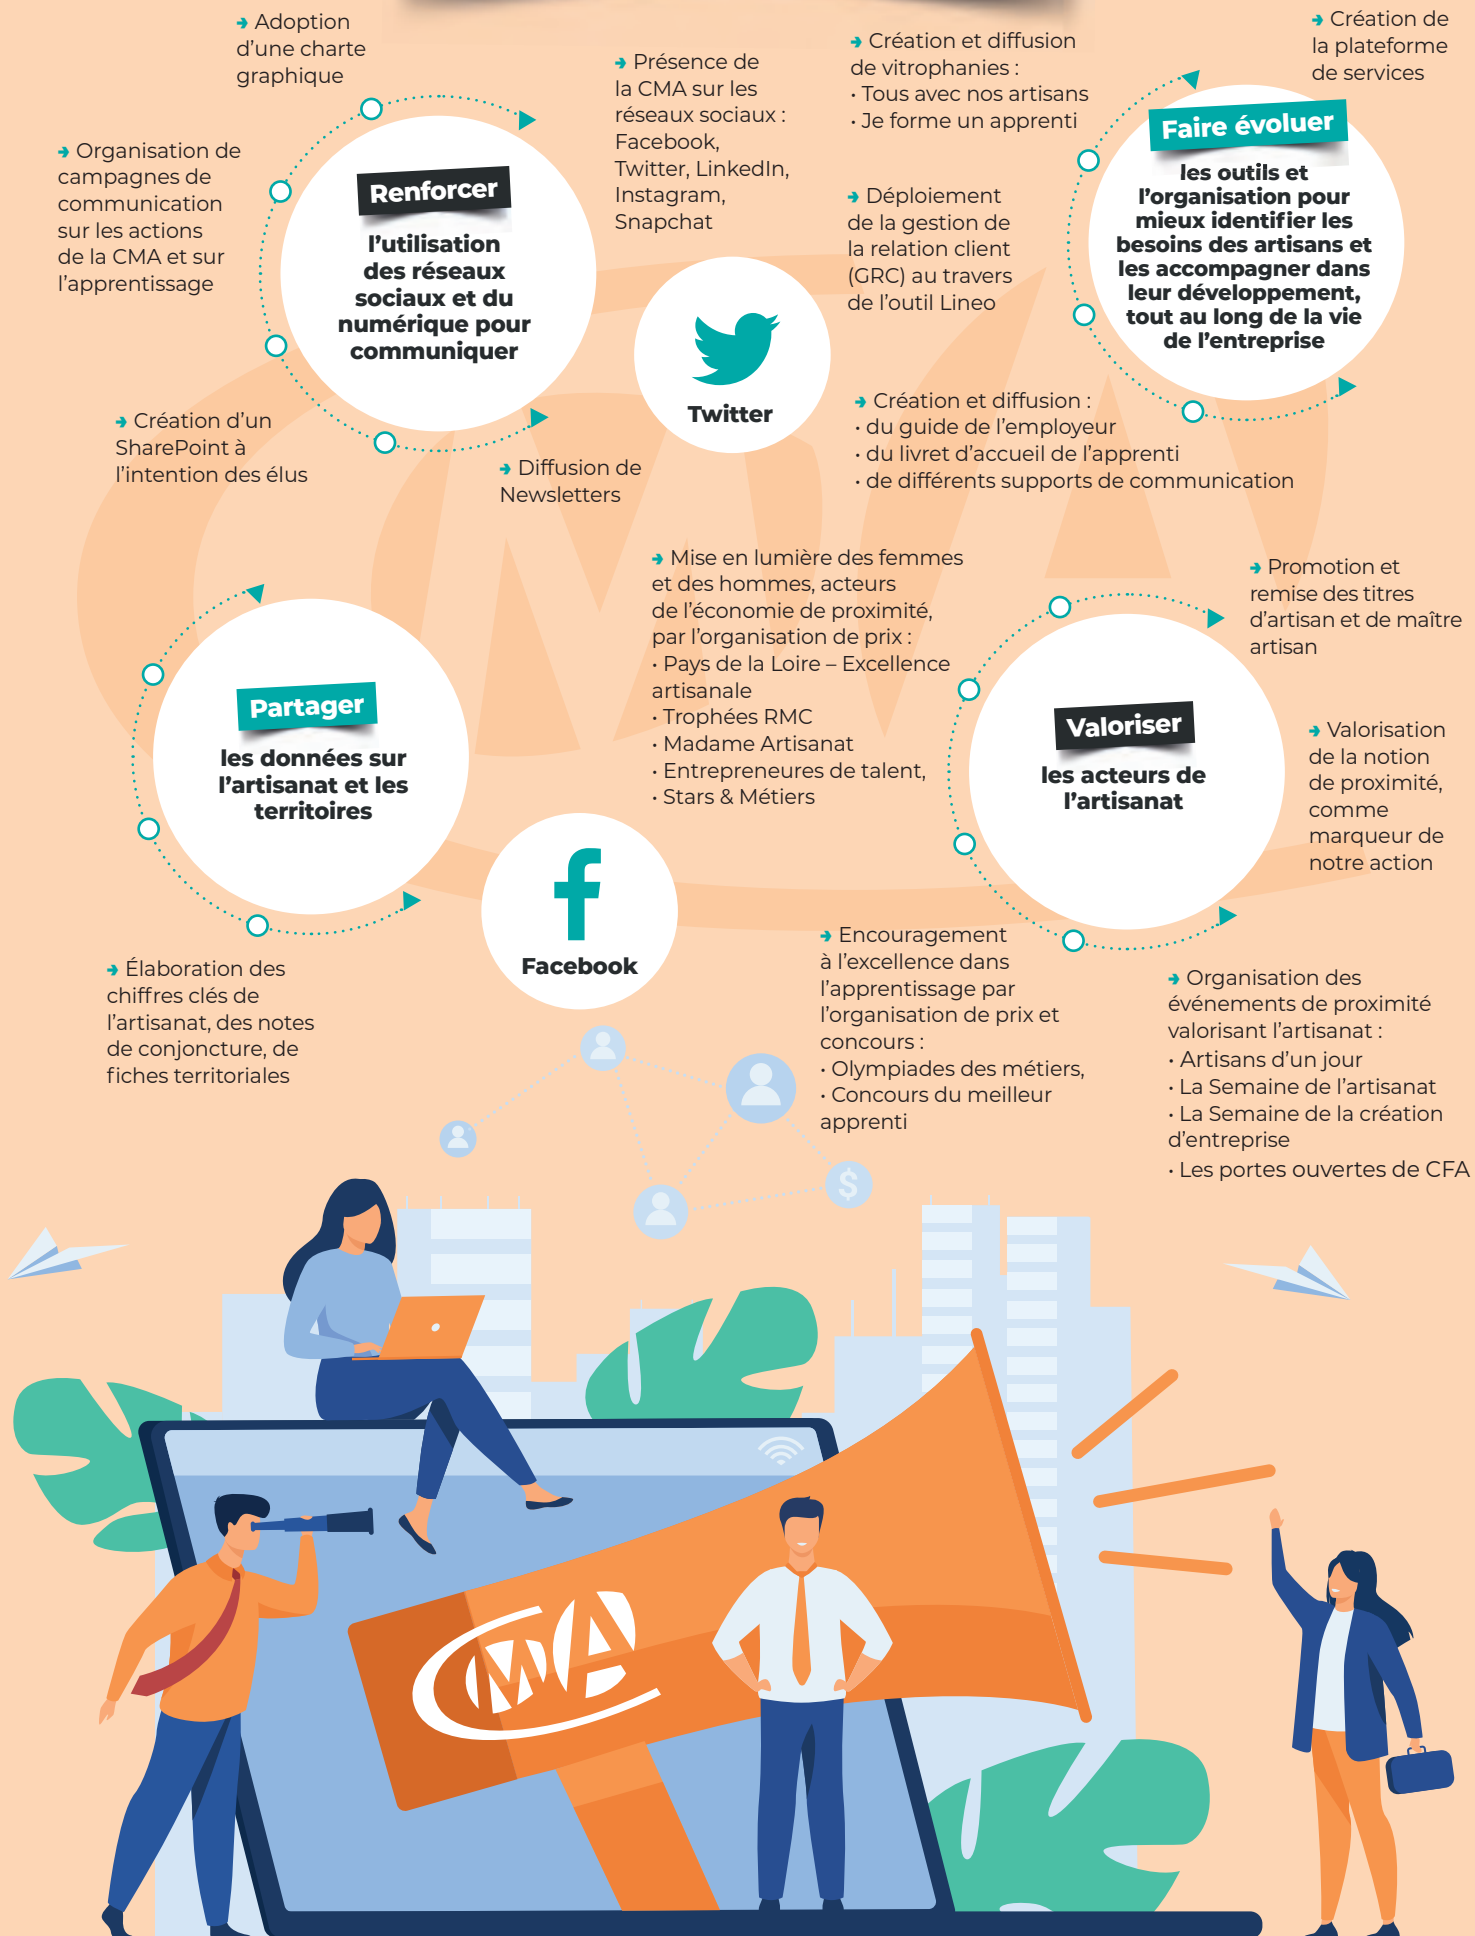 ➔ Adoption
d'une charte
graphique
➔ Organisation de
campagnes de
communication
sur les actions
de la CMA et sur
l'apprentissage
Renforcer
l'utilisation
des réseaux
sociaux et du
numérique pour
communiquer
➔ Création d'un
SharePoint à
l'intention des élus
➔ Diffusion de
Newsletters
➔ Présence de
la CMA sur les
réseaux sociaux :
Facebook,
Twitter, LinkedIn,
Instagram,
Snapchat
Twitter
➔ Création et diffusion
de vitrophanies :
• Tous avec nos artisans
• Je forme un apprenti
➔ Déploiement
de la gestion de
la relation client
(GRC) au travers
de l'outil Lineo
➔ Création de
la plateforme
de services
Faire évoluer
les outils et
l'organisation pour
mieux identifier les
besoins des artisans et
les accompagner dans
leur développement,
tout au long de la vie
de l'entreprise
➔ Création et diffusion :
• du guide de l'employeur
• du livret d'accueil de l'apprenti
• de différents supports de communication
Partager
les données sur
l'artisanat et les
territoires
➔ Élaboration des
chiffres clés de
l'artisanat, des notes
de conjoncture, de
fiches territoriales
Facebook
➔ Mise en lumière des femmes
et des hommes, acteurs
de l'économie de proximité,
par l'organisation de prix :
• Pays de la Loire – Excellence
artisanale
• Trophées RMC
• Madame Artisanat
• Entrepreneures de talent,
• Stars & Métiers
Valoriser
les acteurs de
l'artisanat
➔ Promotion et
remise des titres
d'artisan et de maître
artisan
➔ Valorisation
de la notion
de proximité,
comme
marqueur de
notre action
➔ Encouragement
à l'excellence dans
l'apprentissage par
l'organisation de prix et
concours :
• Olympiades des métiers,
• Concours du meilleur
apprenti
➔ Organisation des
événements de proximité
valorisant l'artisanat :
• Artisans d'un jour
• La Semaine de l'artisanat
• La Semaine de la création
d'entreprise
• Les portes ouvertes de CFA
$
CMA